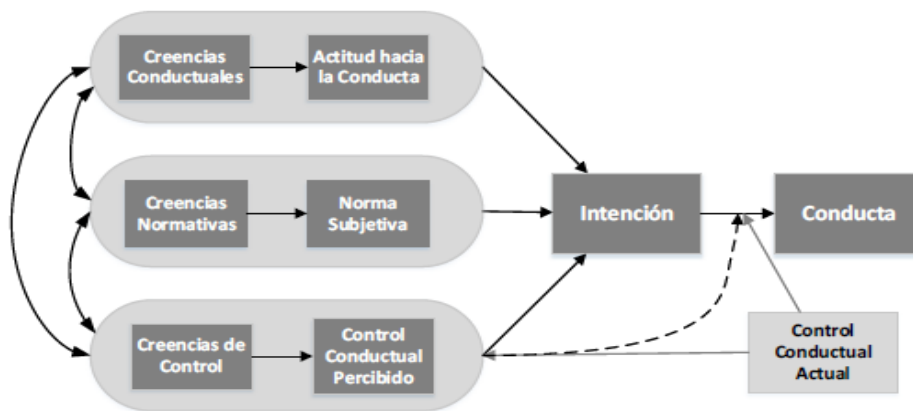 Creencias
Conductuales
Actitud hacia
la Conducta
Creencias
Normativas
Norma
Subjetiva
Intención
Conducta
Creencias de
Control
Control
Conductual
Percibido
Control
Conductual
Actual